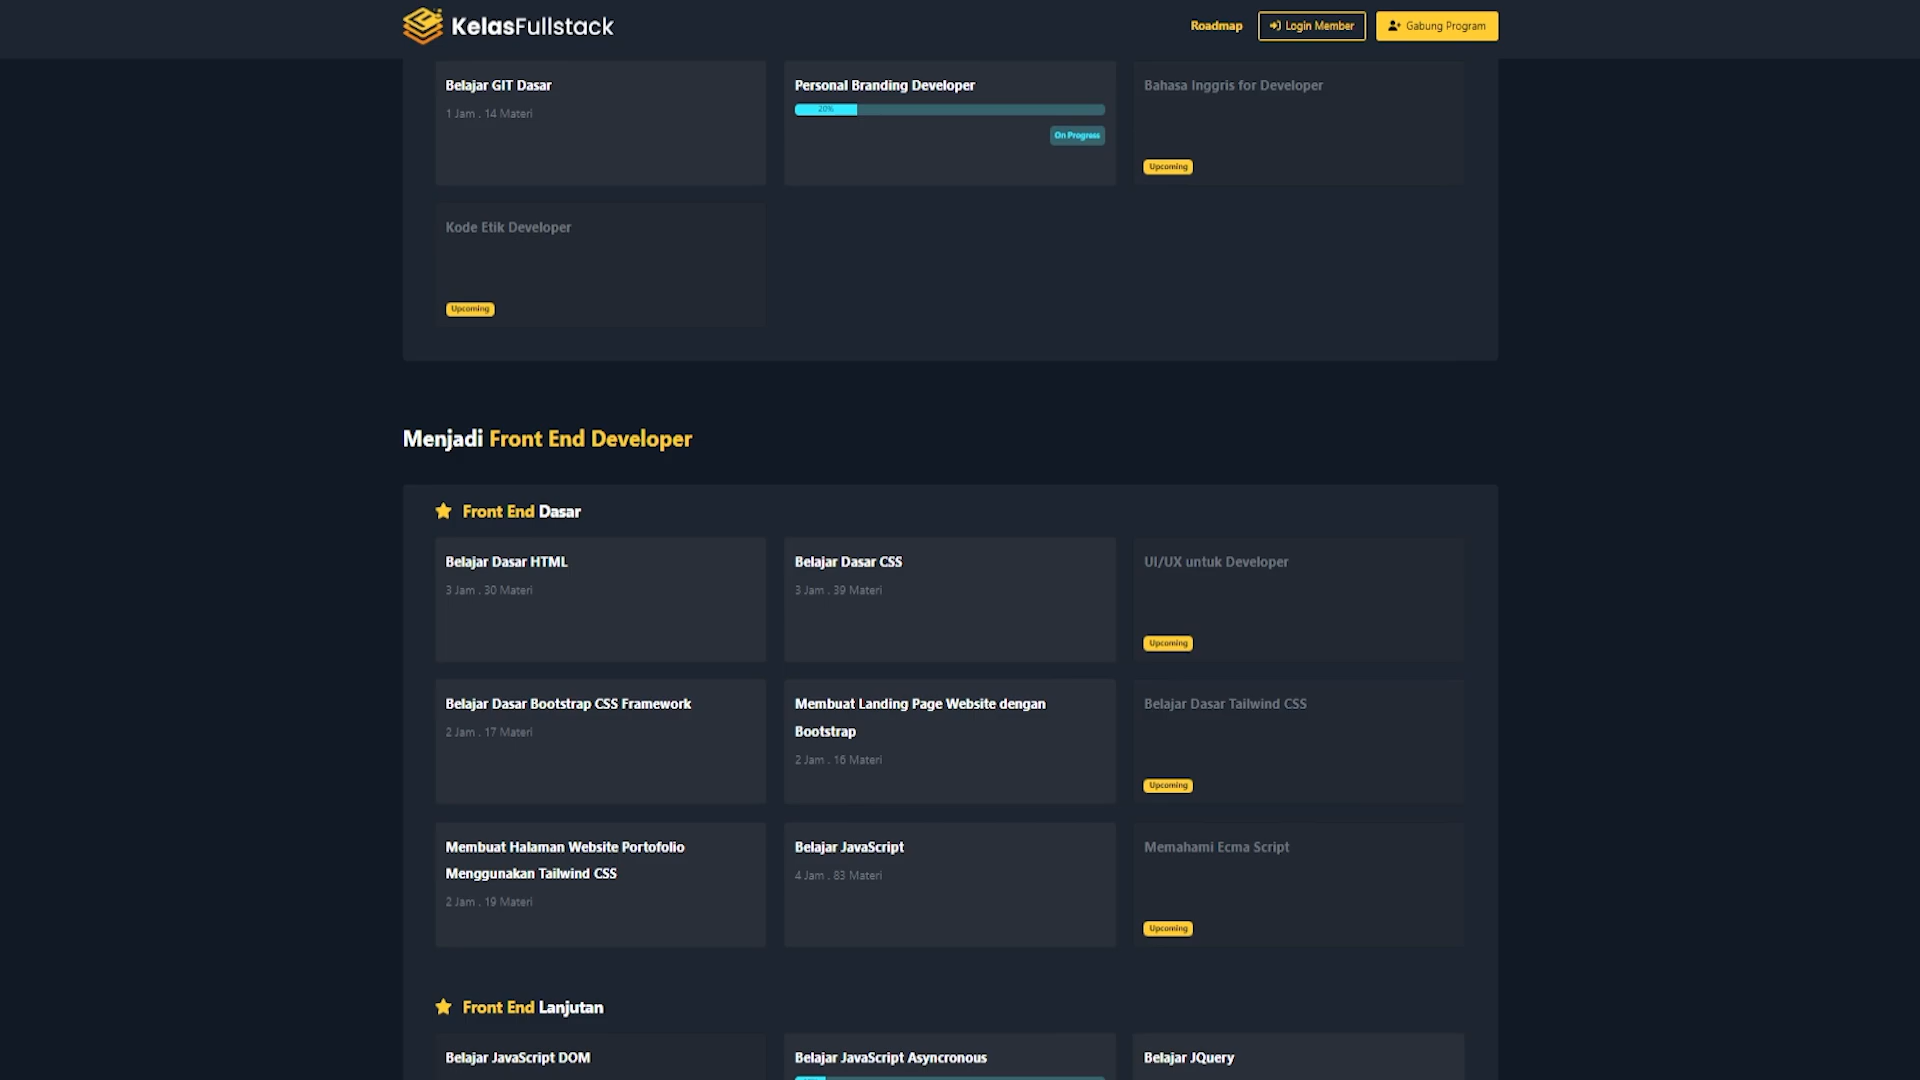 KelasFullstack
Roadmap
Login Member
Gabung Program
Belajar GIT Dasar
1 Jam . 14 Materi
Personal Branding Developer
20%
On Progress
Bahasa Inggris for Developer
Upcoming
Kode Etik Developer
Upcoming
Menjadi Front End Developer
Front End Dasar
Belajar Dasar HTML
3 Jam . 30 Materi
Belajar Dasar CSS
3 Jam . 39 Materi
UI/UX untuk Developer
Upcoming
Belajar Dasar Bootstrap CSS Framework
2 Jam . 17 Materi
Membuat Landing Page Website dengan
Bootstrap
2 Jam . 16 Materi
Belajar Dasar Tailwind CSS
Upcoming
Membuat Halaman Website Portofolio
Menggunakan Tailwind CSS
2 Jam . 19 Materi
Belajar JavaScript
4 Jam . 83 Materi
Memahami Ecma Script
Upcoming
Front End Lanjutan
Belajar JavaScript DOM
Belajar JavaScript Asyncronous
Belajar JQuery